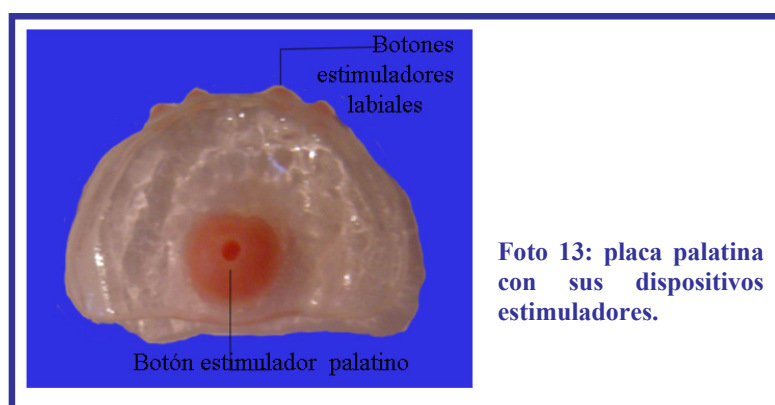 Botones
estimuladores
labiales
Botón estimulador palatino
Foto 13: placa palatina
con sus dispositivos
estimuladores.